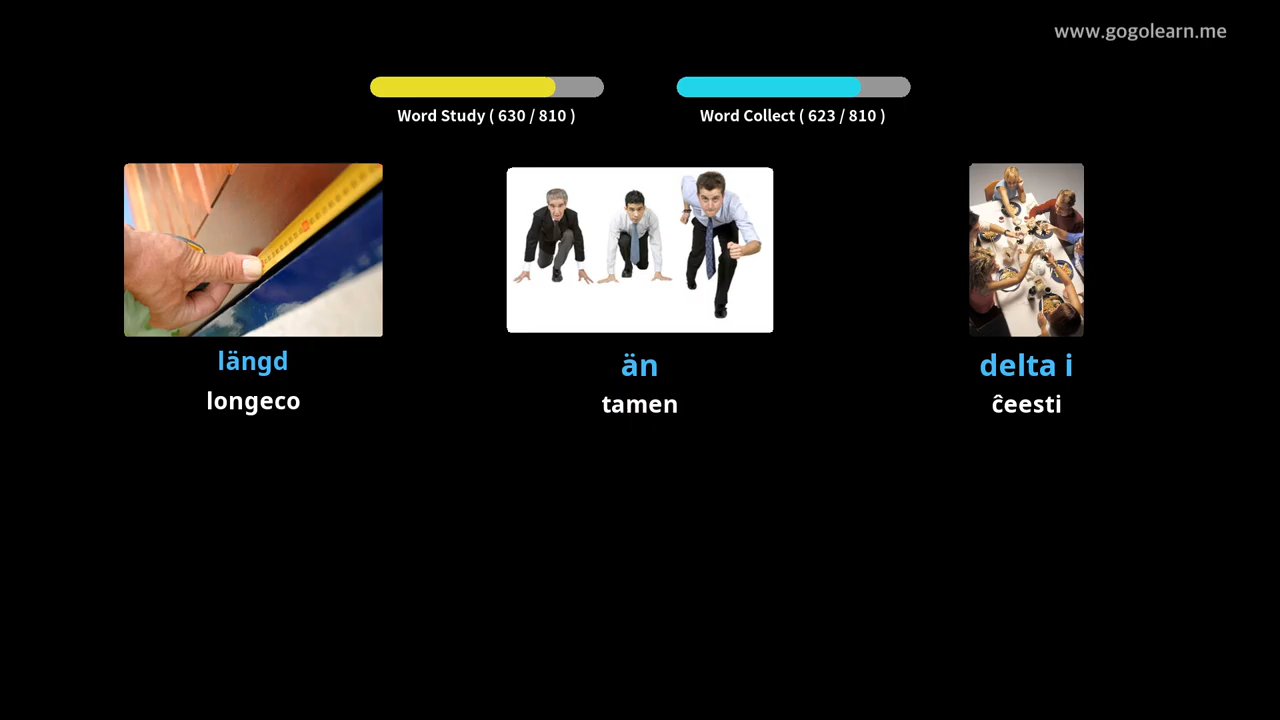 www.gogolearn.me
Word Study ( 630 / 810 )
Word Collect ( 623 / 810 )
längd
än
delta i
longeco
tamen
ĉeesti